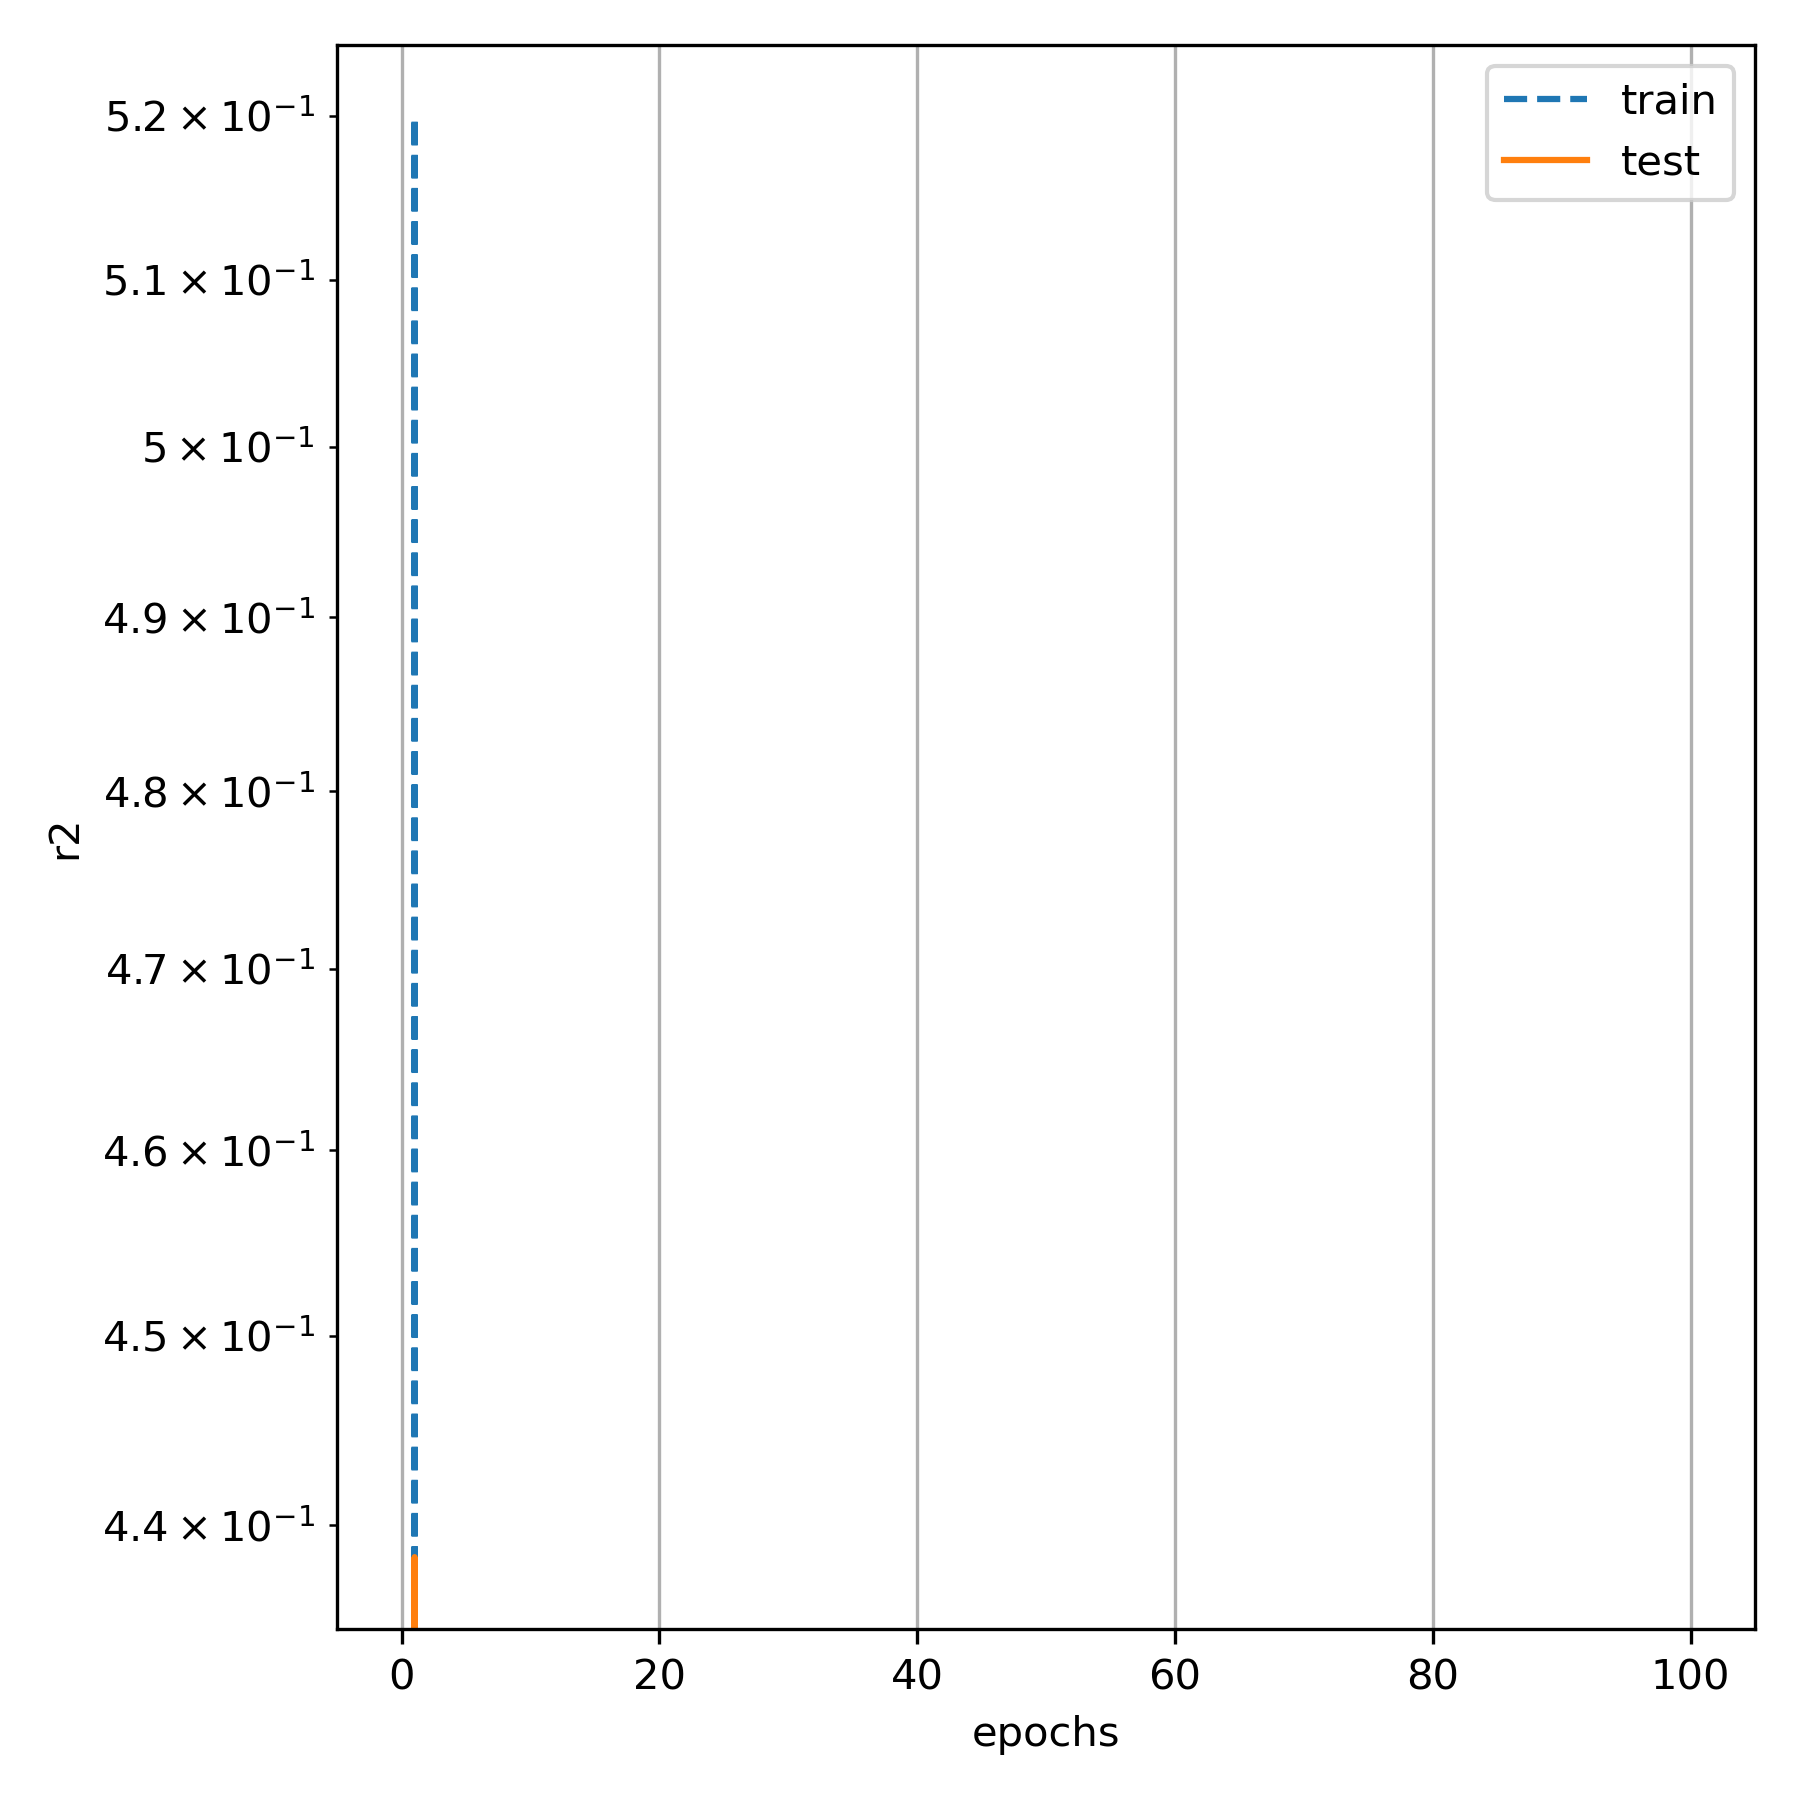 train
test
5.2 × 10⁻¹
5.1 × 10⁻¹
5 × 10⁻¹
4.9 × 10⁻¹
4.8 × 10⁻¹
4.7 × 10⁻¹
4.6 × 10⁻¹
4.5 × 10⁻¹
4.4 × 10⁻¹
r2
0 20 40 60 80 100
epochs